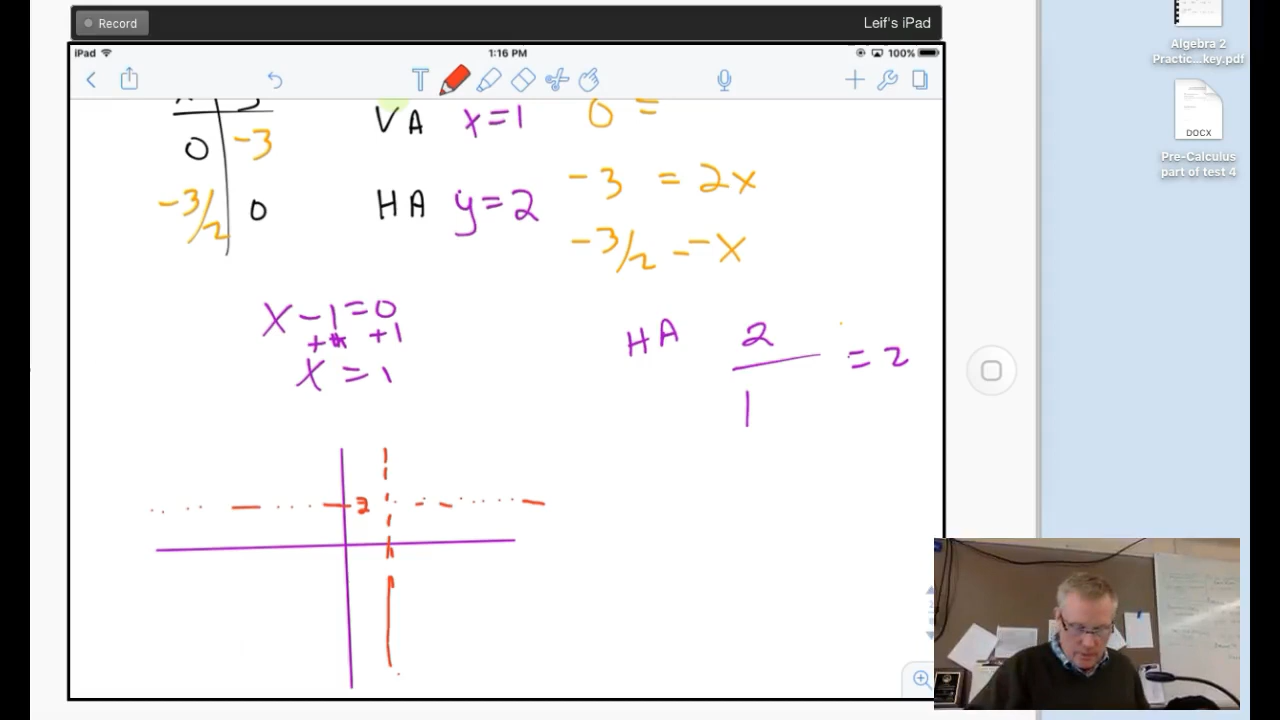 Record
Leif's iPad
iPad
1:16 PM
100%
T
0 -3
-3/2 0
VA x=1
HA y=2
0 =
-3 = 2x
-3/2 = x
x - 1 = 0
+1 +1
x = 1
HA 2
1 = 2
2
Algebra 2
Practic...key.pdf
DOCX
Pre-Calculus
part of test 4